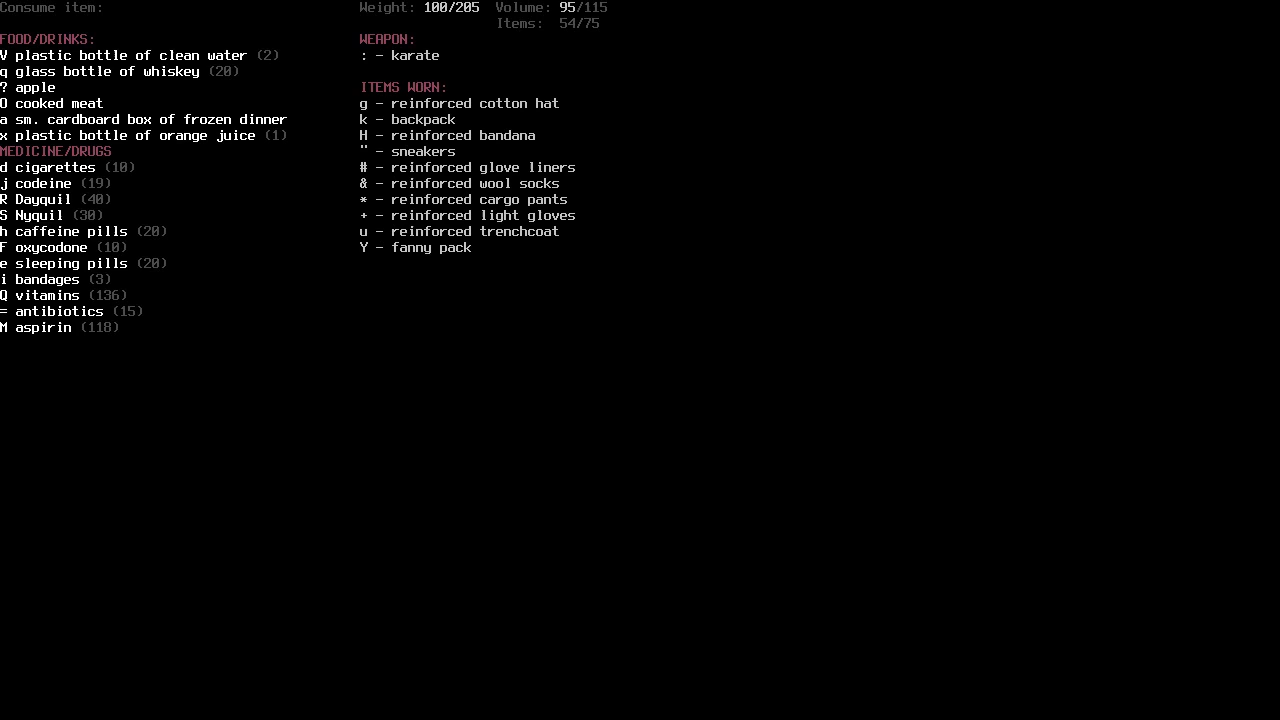 Consume item: Weight: 100/205 Volume: 95/115
Items: 54/75
FOOD/DRINKS:
V plastic bottle of clean water (2)
q glass bottle of whiskey (20)
? apple
O cooked meat
a sm. cardboard box of frozen dinner
x plastic bottle of orange juice (1)
MEDICINE/DRUGS
d cigarettes (10)
j codeine (19)
R Dayquil (40)
S Nyquil (30)
h caffeine pills (20)
F oxycodone (10)
e sleeping pills (20)
i bandages (3)
Q vitamins (136)
= antibiotics (15)
M aspirin (118)
WEAPON:
: - karate
ITEMS WORN:
g - reinforced cotton hat
k - backpack
H - reinforced bandana
" - sneakers
# - reinforced glove liners
& - reinforced wool socks
* - reinforced cargo pants
+ - reinforced light gloves
u - reinforced trenchcoat
Y - fanny pack